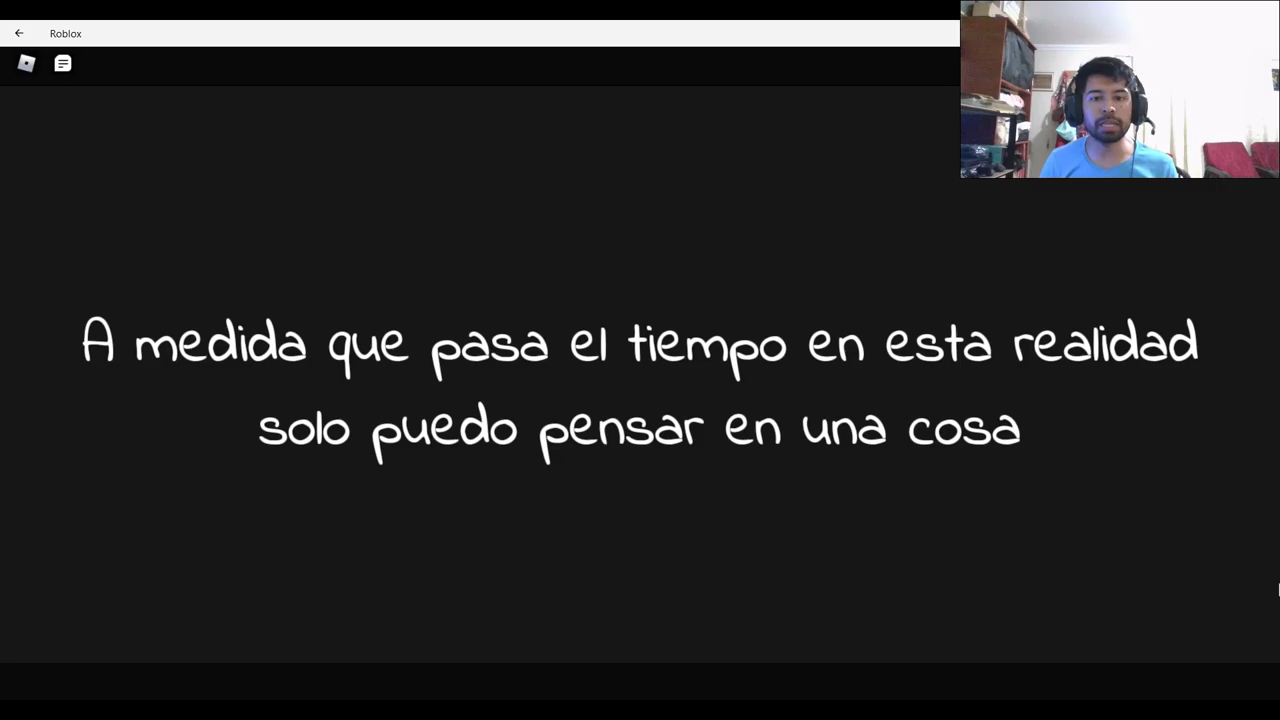 Roblox
A medida que pasa el tiempo en esta realidad
solo puedo pensar en una cosa